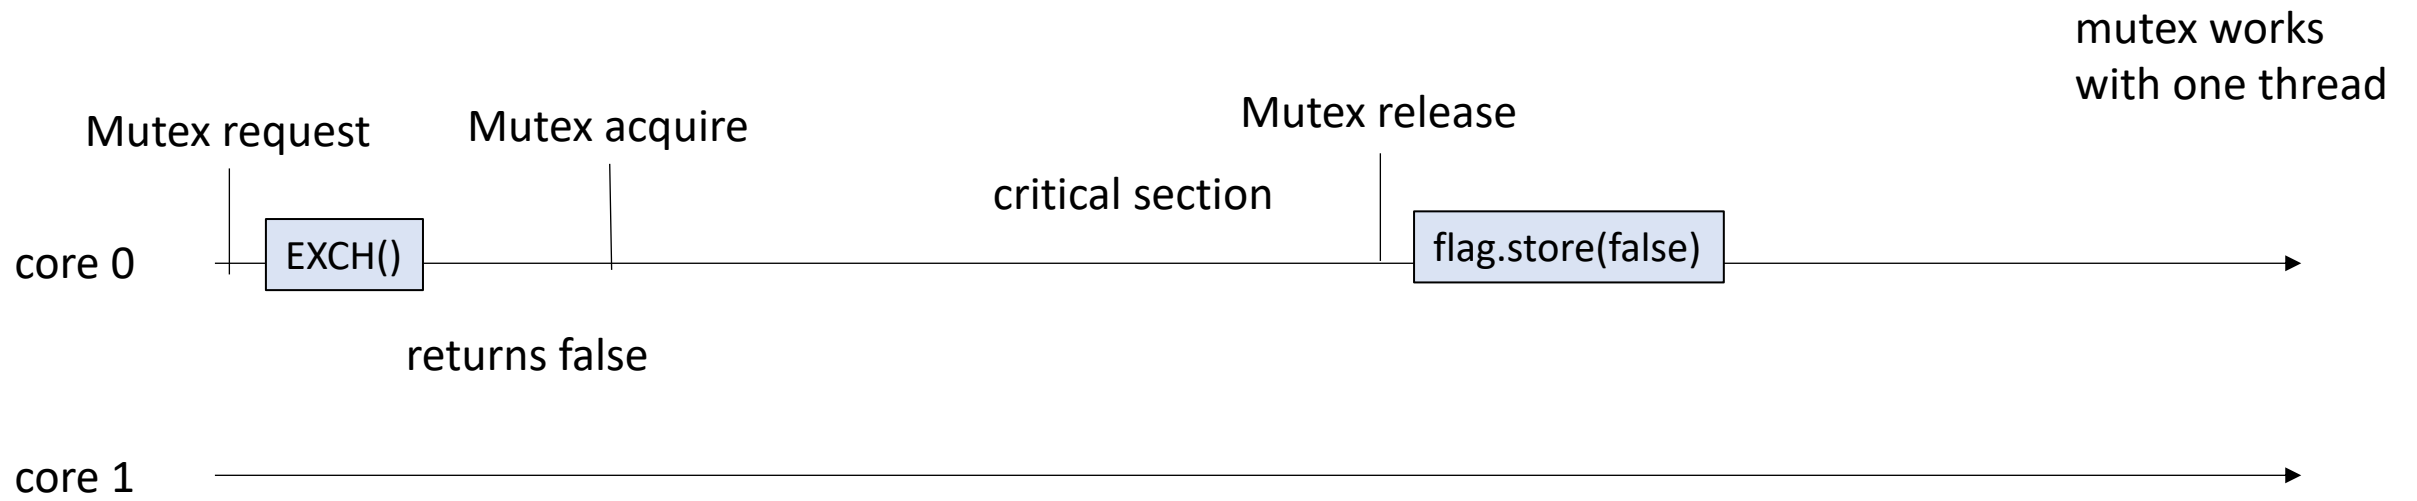 mutex works
with one thread
Mutex request
Mutex acquire
Mutex release
critical section
core 0
EXCH()
flag.store(false)
returns false
core 1